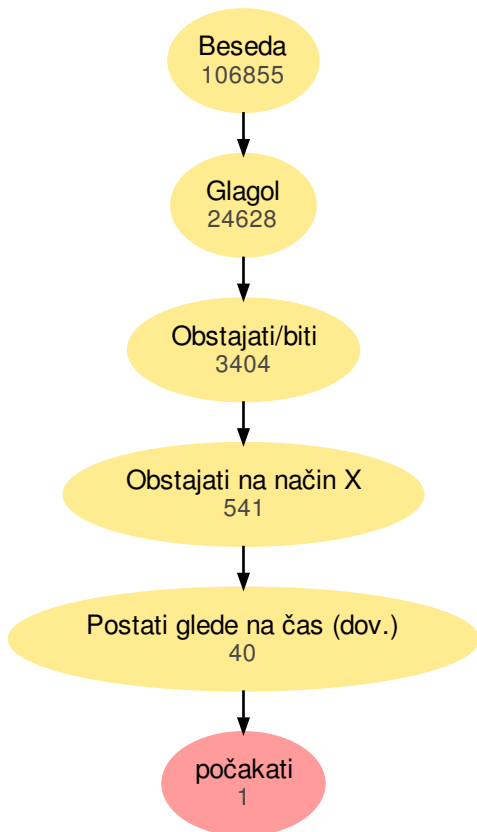 Beseda
106855
Glagol
24628
Obstajati/biti
3404
Obstajati na način X
541
Postati glede na čas (dov.)
40
počakati
1